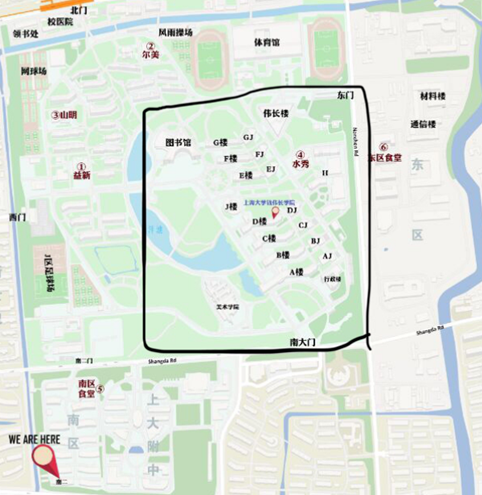 北门
校医院
领书处
风雨操场
②
尔美
体育馆
网球场
东门
材料楼
③山明
伟长楼
通信楼
图书馆
G楼
GJ
⑥
东区食堂
F楼
FJ
④
水秀
Nanchen Rd
①
益新
E楼
EJ
H
东
区
J楼
上海大学钱伟长学院
DJ
D楼
CJ
西门
C楼
BJ
B楼
AJ
A楼
行政楼
美术学院
南大门
Shangda Rd
南二门
Shangda Rd
南区
食堂⑤
上
大
附
中
南
区
WE ARE HERE
南二